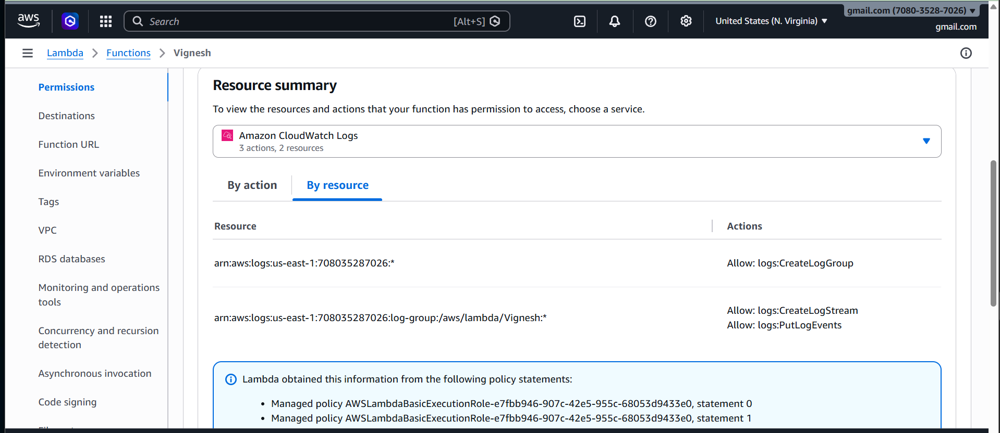 aws
Search
[Alt+S]
United States (N. Virginia)
gmail.com (7080-3528-7026)
gmail.com
Lambda
Functions
Vignesh
Permissions
Destinations
Function URL
Environment variables
Tags
VPC
RDS databases
Monitoring and operations
tools
Concurrency and recursion
detection
Asynchronous invocation
Code signing
Resource summary
To view the resources and actions that your function has permission to access, choose a service.
Amazon CloudWatch Logs
3 actions, 2 resources
By action
By resource
Resource
Actions
arn:aws:logs:us-east-1:708035287026:*
Allow: logs:CreateLogGroup
arn:aws:logs:us-east-1:708035287026:log-group:/aws/lambda/Vignesh:*
Allow: logs:CreateLogStream
Allow: logs:PutLogEvents
Lambda obtained this information from the following policy statements:
• Managed policy AWSLambdaBasicExecutionRole-e7fbb946-907c-42e5-955c-68053d9433e0, statement 0
• Managed policy AWSLambdaBasicExecutionRole-e7fbb946-907c-42e5-955c-68053d9433e0, statement 1